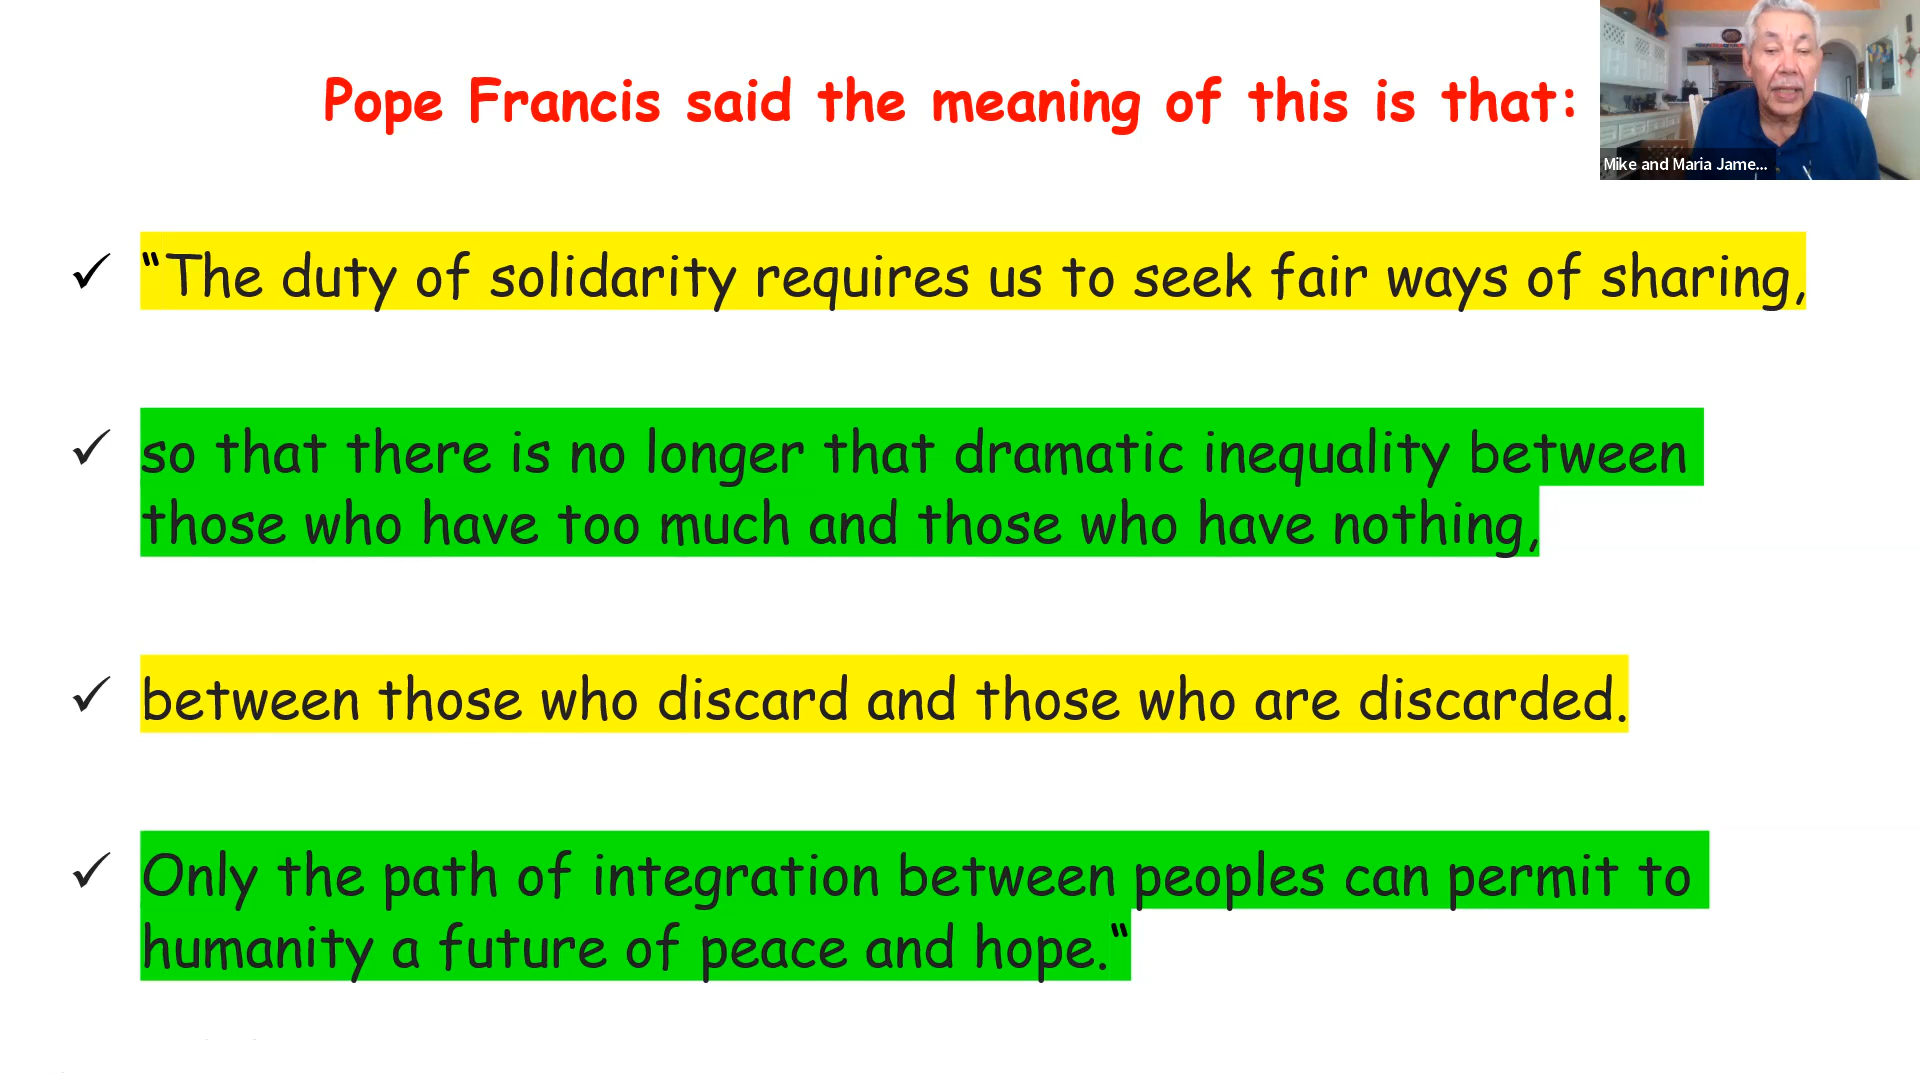 Pope Francis said the meaning of this is that:
Mike and Maria Jame...
✓ “The duty of solidarity requires us to seek fair ways of sharing,
✓ so that there is no longer that dramatic inequality between
those who have too much and those who have nothing,
✓ between those who discard and those who are discarded.
✓ Only the path of integration between peoples can permit to
humanity a future of peace and hope.“